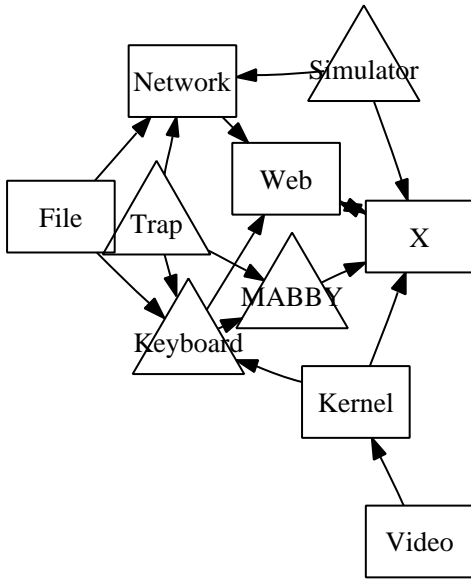 Simulator
Network
Web
File
Trap
X
MABBY
Keyboard
Kernel
Video